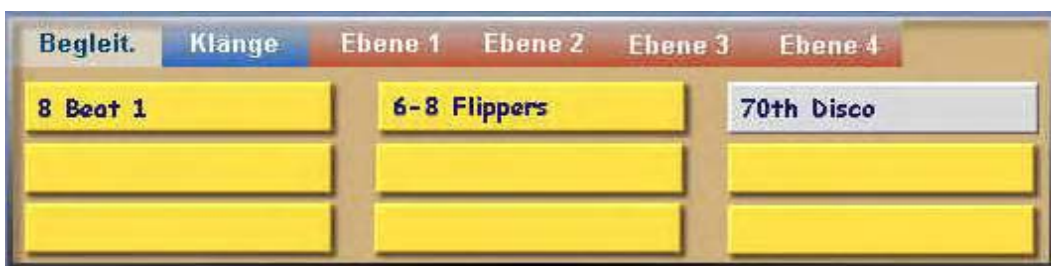 Begleit. Klänge Ebene 1 Ebene 2 Ebene 3 Ebene 4
8 Beat 1 6-8 Flippers 70th Disco